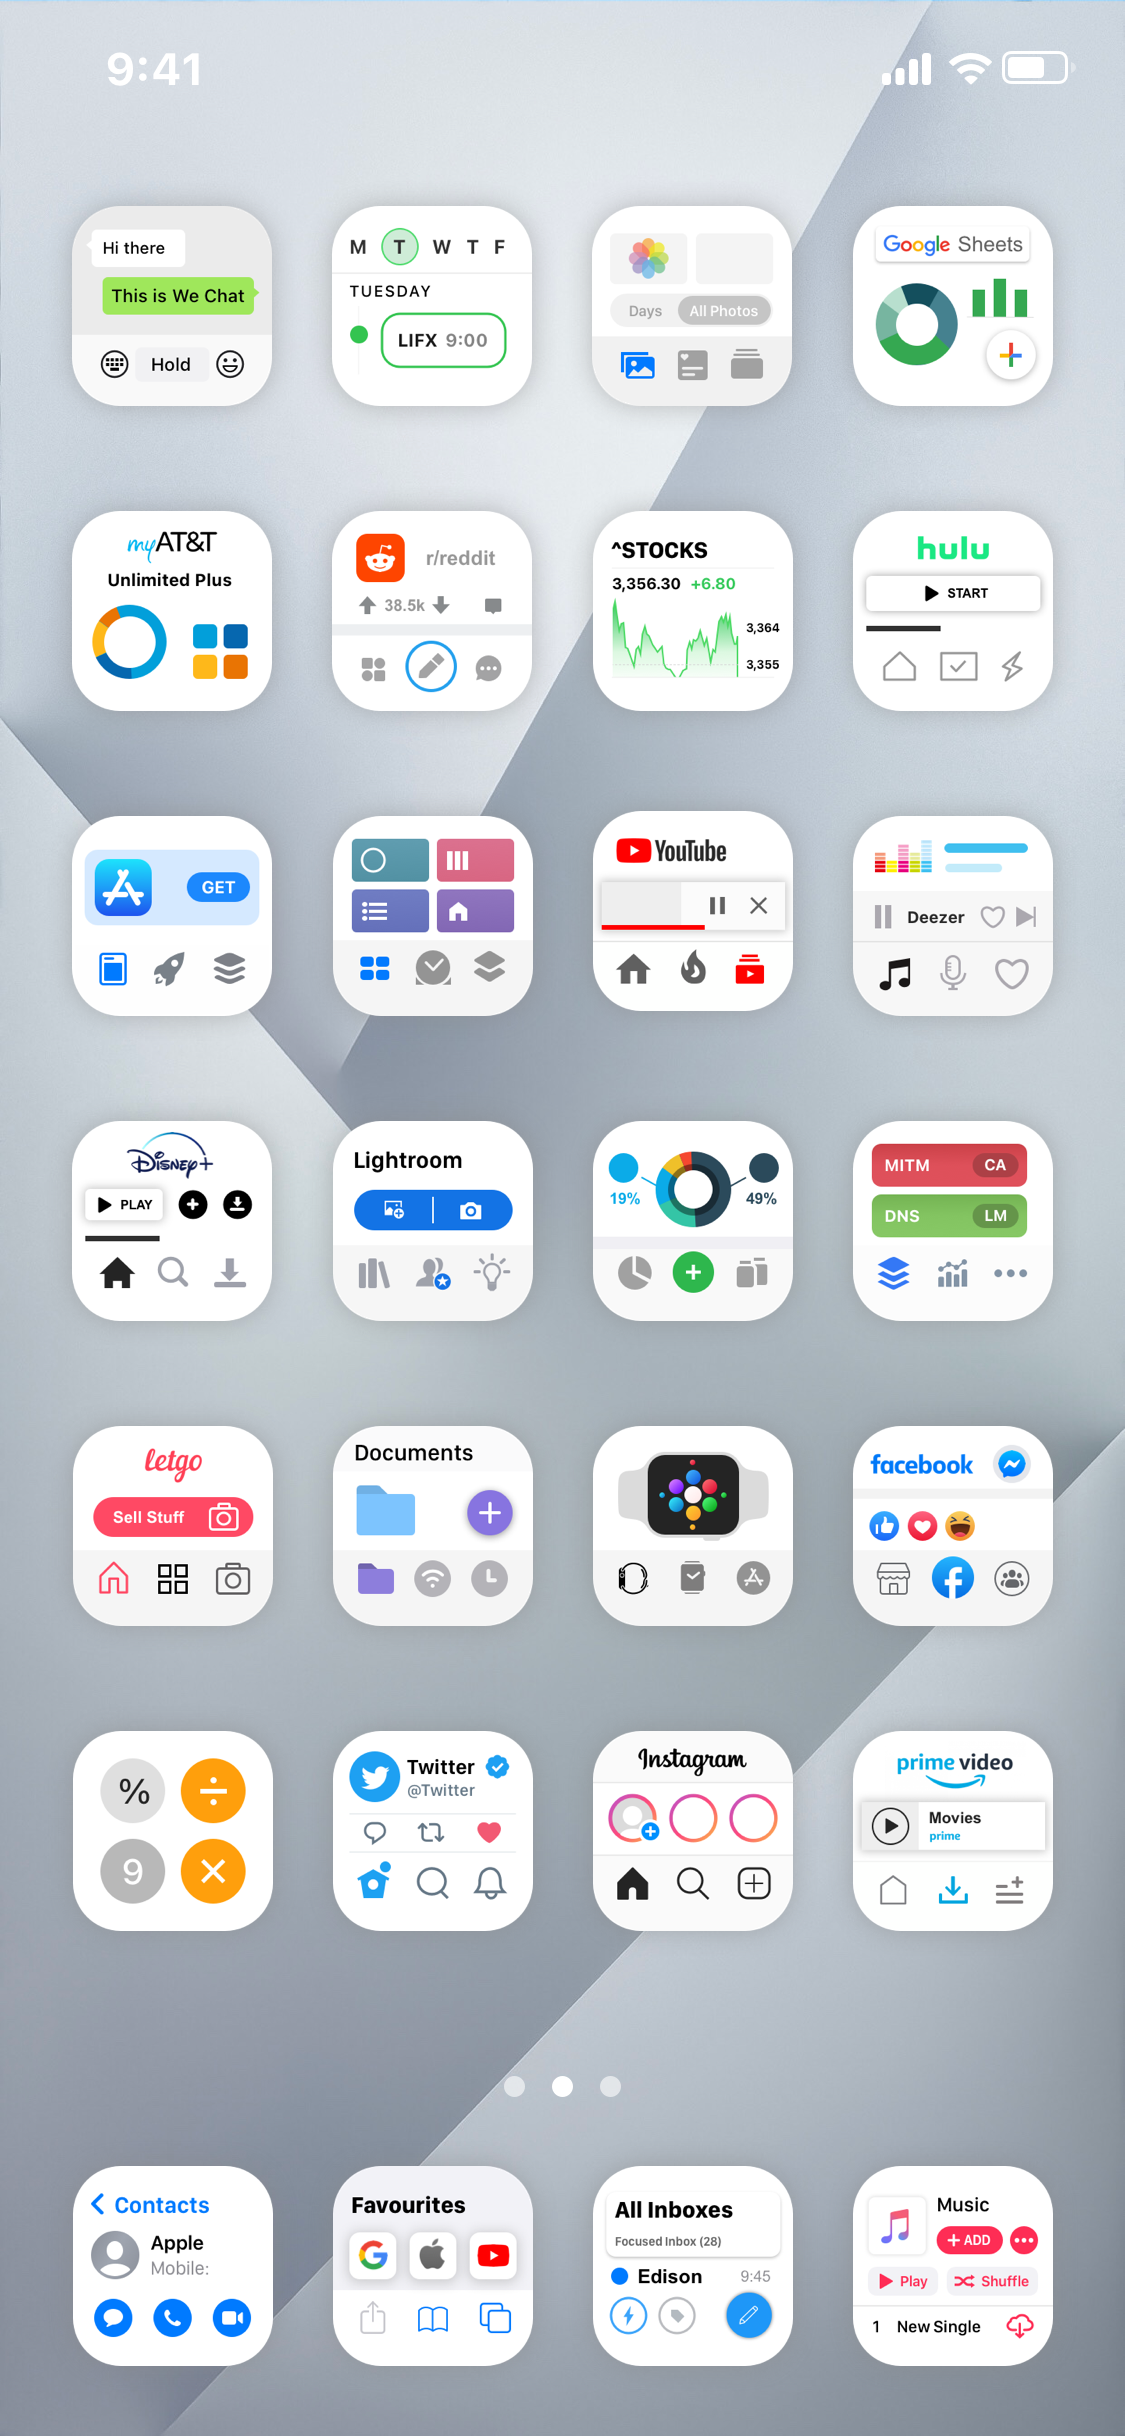 9:41
Hi there
This is We Chat
Hold
M T W T F
TUESDAY
LIFX 9:00
Days All Photos
Google Sheets
myAT&T
Unlimited Plus
r/reddit
38.5k
^STOCKS
3,356.30 +6.80
3,364
3,355
hulu
START
GET
YouTube
Deezer
Disney+
PLAY
Lightroom
19% 49%
MITM CA
DNS LM
letgo
Sell Stuff
Documents
facebook
%
9
Twitter
@Twitter
Instagram
prime video
Movies
prime
Contacts
Apple
Mobile:
Favourites
All Inboxes
Focused Inbox (28)
Edison 9:45
Music
+ ADD
Play Shuffle
1 New Single